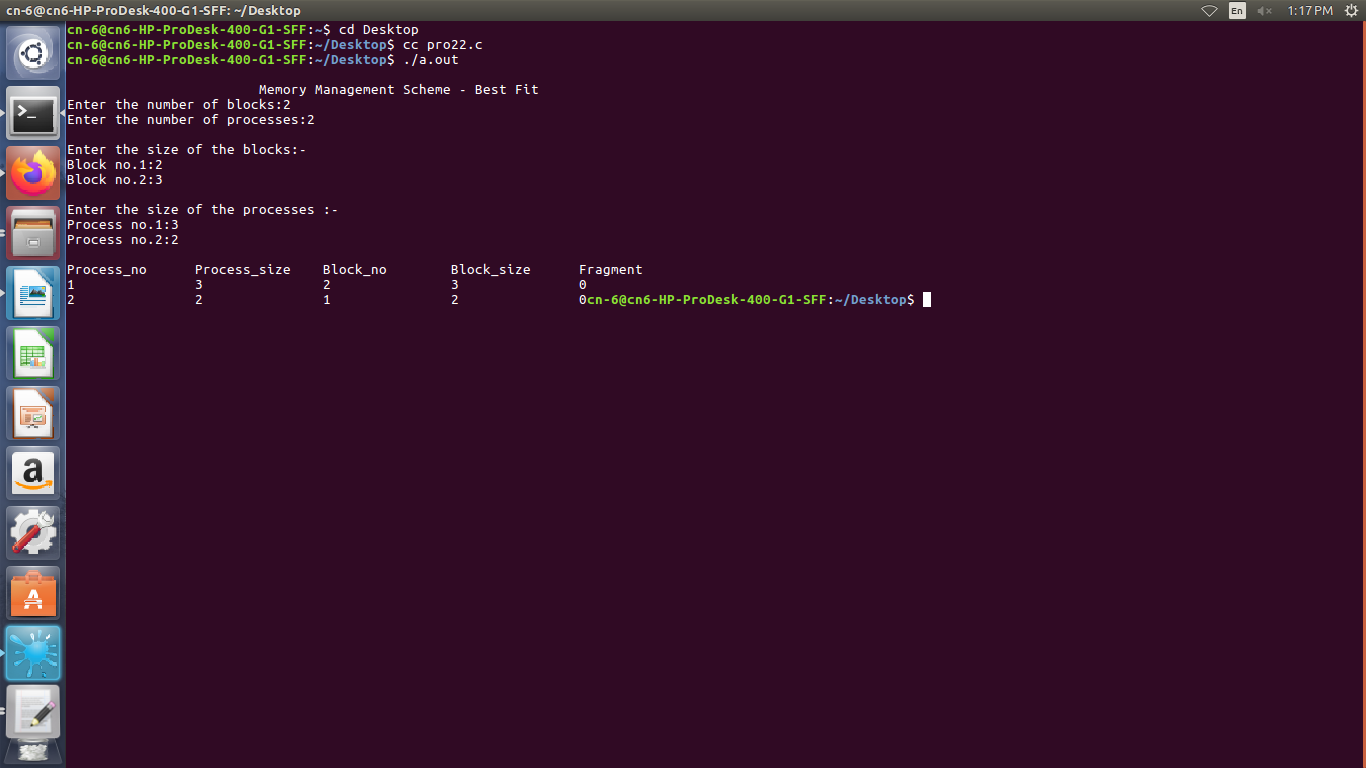 cn-6@cn6-HP-ProDesk-400-G1-SFF: ~/Desktop En 1:17 PM
cn-6@cn6-HP-ProDesk-400-G1-SFF:~$ cd Desktop
cn-6@cn6-HP-ProDesk-400-G1-SFF:~/Desktop$ cc pro22.c
cn-6@cn6-HP-ProDesk-400-G1-SFF:~/Desktop$ ./a.out
Memory Management Scheme - Best Fit
Enter the number of blocks:2
Enter the number of processes:2
Enter the size of the blocks:-
Block no.1:2
Block no.2:3
Enter the size of the processes :-
Process no.1:3
Process no.2:2
Process_no Process_size Block_no Block_size Fragment
1 3 2 3 0
2 2 1 2 0cn-6@cn6-HP-ProDesk-400-G1-SFF:~/Desktop$